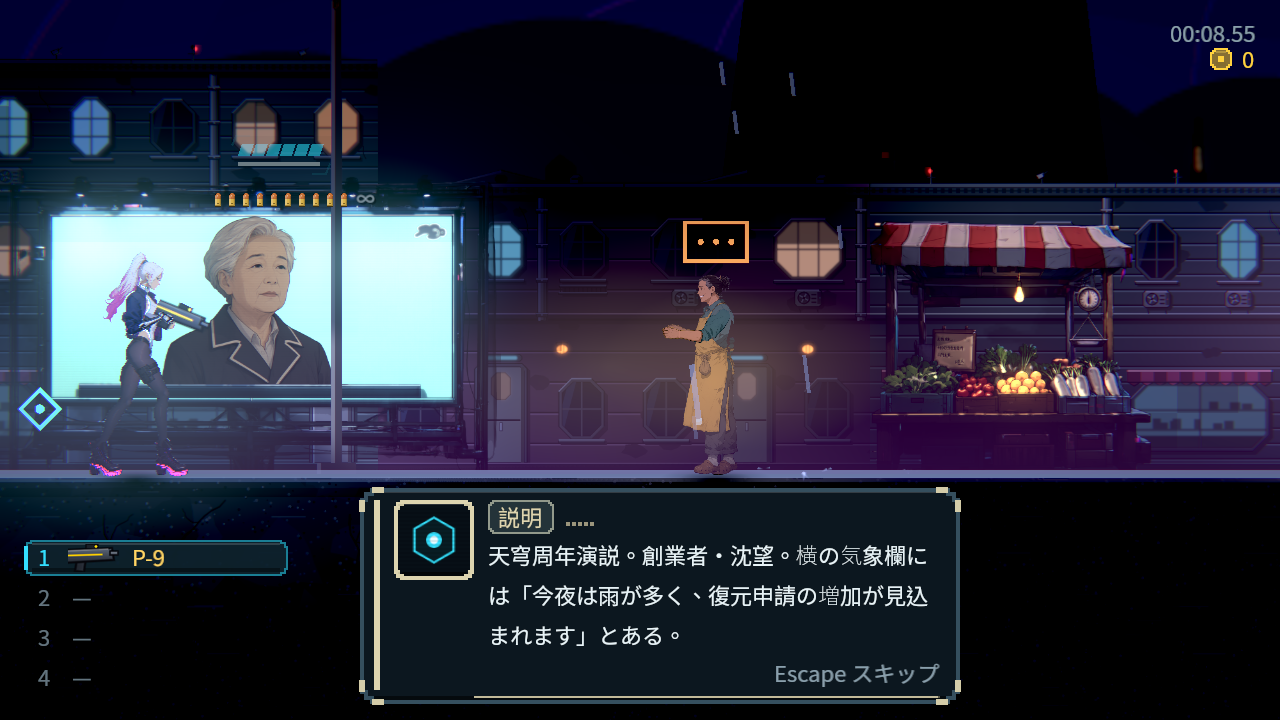 00:08.55
0
∞
説明
天穹周年演説。創業者・沈望。横の気象欄に
は「今夜は雨が多く、復元申請の増加が見込
まれます」とある。
Escape スキップ
1 P-9
2 —
3 —
4 —